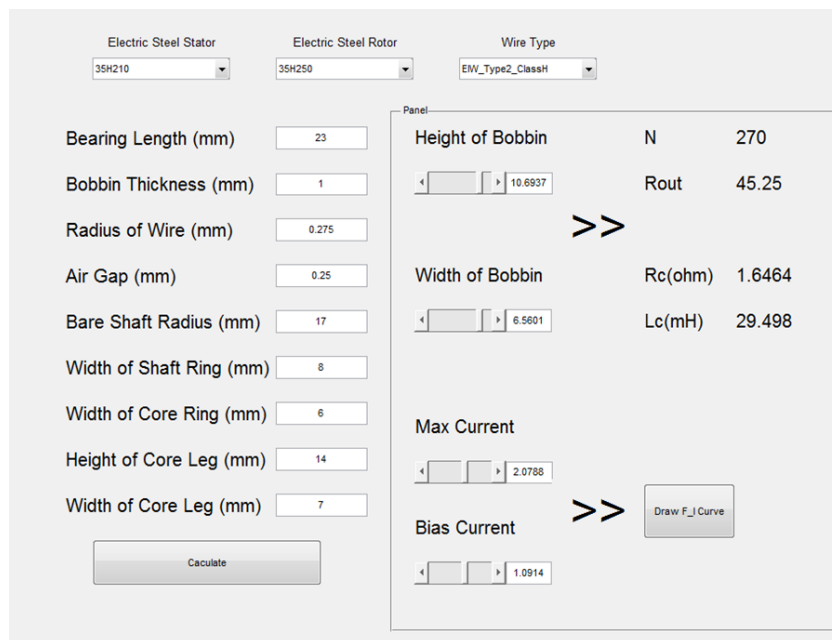 Electric Steel Stator
Electric Steel Rotor
Wire Type
35H210
35H250
EIW_Type2_ClassH
Bearing Length (mm) 23
Bobbin Thickness (mm) 1
Radius of Wire (mm) 0.275
Air Gap (mm) 0.25
Bare Shaft Radius (mm) 17
Width of Shaft Ring (mm) 8
Width of Core Ring (mm) 6
Height of Core Leg (mm) 14
Width of Core Leg (mm) 7
Caculate
Panel
Height of Bobbin
10.6937
Width of Bobbin
6.5601
>>
N 270
Rout 45.25
Rc(ohm) 1.6464
Lc(mH) 29.498
Max Current
2.0788
Bias Current
1.0914
>>
Draw F_I Curve